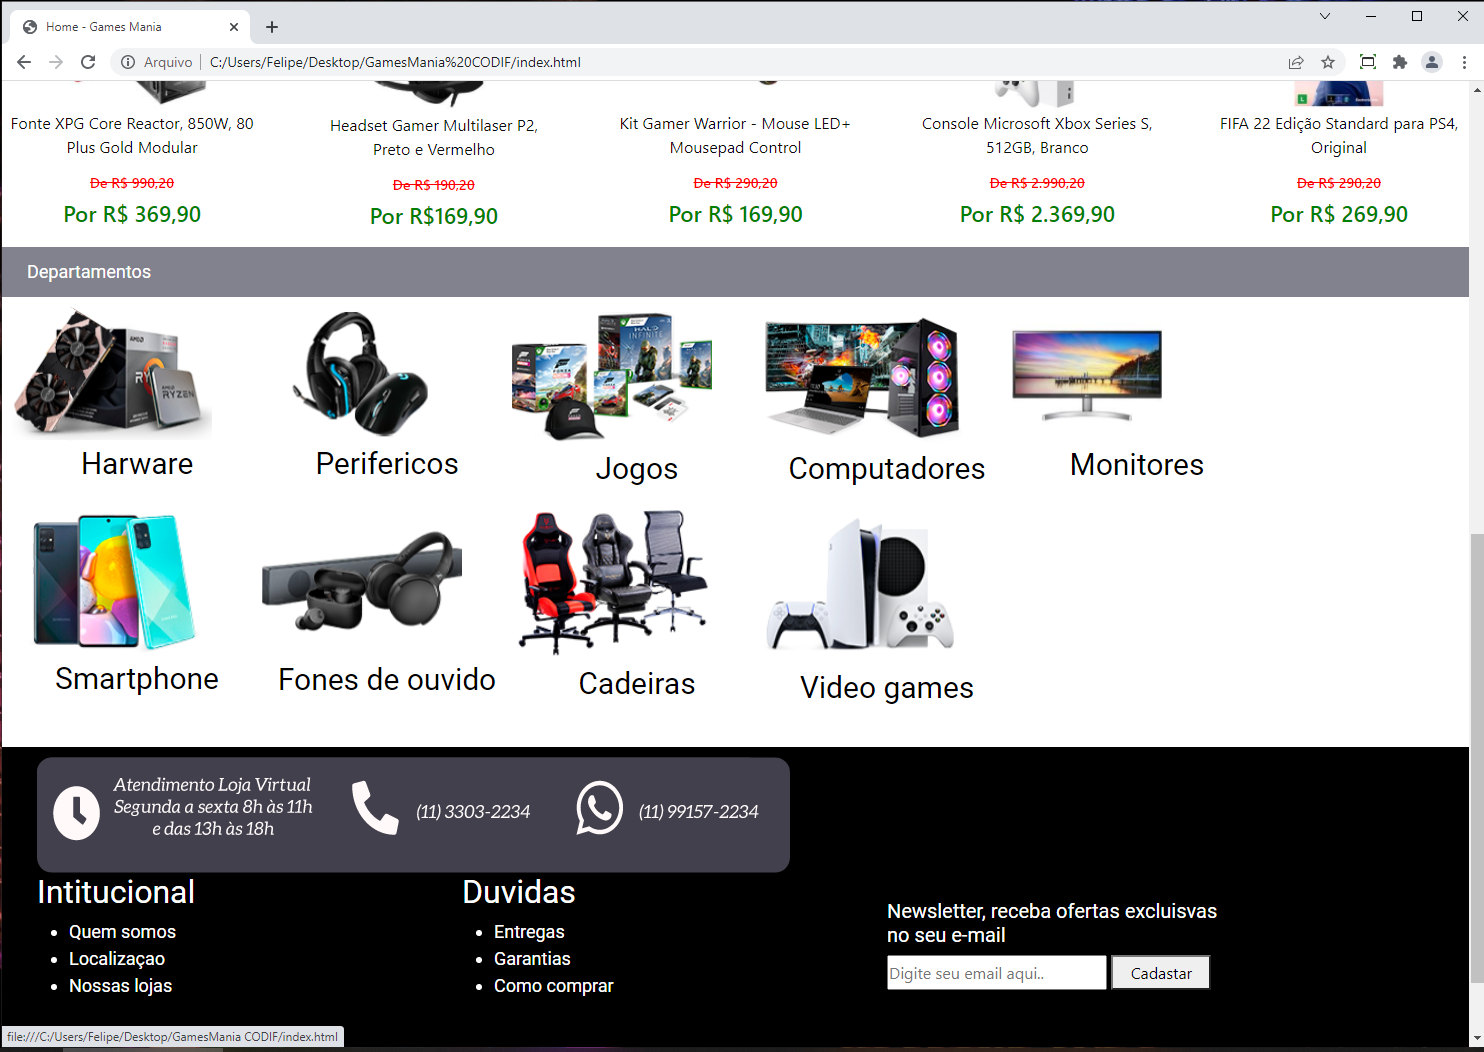 Home - Games Mania
Arquivo
C:/Users/Felipe/Desktop/GamesMania%20CODIF/index.html
Fonte XPG Core Reactor, 850W, 80
Plus Gold Modular
De R$ 990,20
Por R$ 369,90
Headset Gamer Multilaser P2,
Preto e Vermelho
De R$ 190,20
Por R$169,90
Kit Gamer Warrior - Mouse LED+
Mousepad Control
De R$ 290,20
Por R$ 169,90
Console Microsoft Xbox Series S,
512GB, Branco
De R$ 2.990,20
Por R$ 2.369,90
FIFA 22 Edição Standard para PS4,
Original
De R$ 290,20
Por R$ 269,90
Departamentos
AMD
RYZEN
HALO
INFINITE
FORZA
Harware
Perifericos
Jogos
Computadores
Monitores
Smartphone
Fones de ouvido
Cadeiras
Video games
Atendimento Loja Virtual
Segunda a sexta 8h às 11h
e das 13h às 18h
(11) 3303-2234
(11) 99157-2234
Intitucional
Quem somos
Localizaçao
Nossas lojas
Duvidas
Entregas
Garantias
Como comprar
Newsletter, receba ofertas excluisvas
no seu e-mail
Digite seu email aqui..
Cadastar
file:///C:/Users/Felipe/Desktop/GamesMania CODIF/index.html